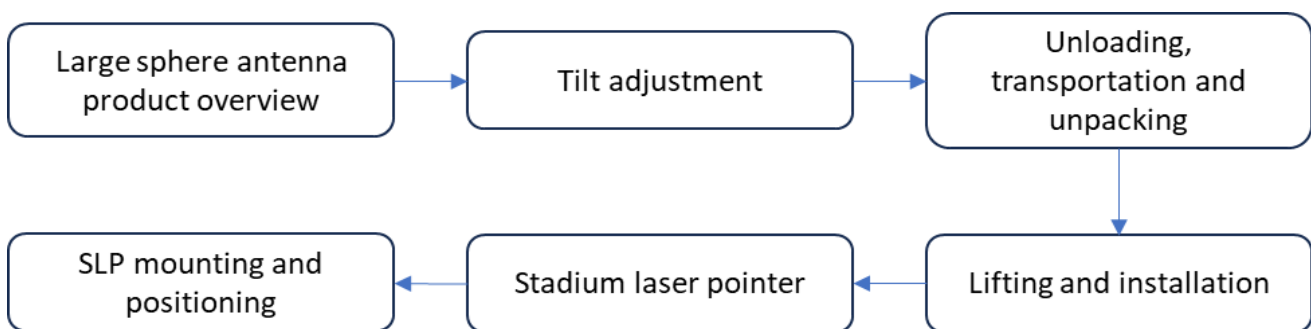 Large sphere antenna
product overview
Tilt adjustment
Unloading,
transportation and
unpacking
Lifting and installation
Stadium laser pointer
SLP mounting and
positioning